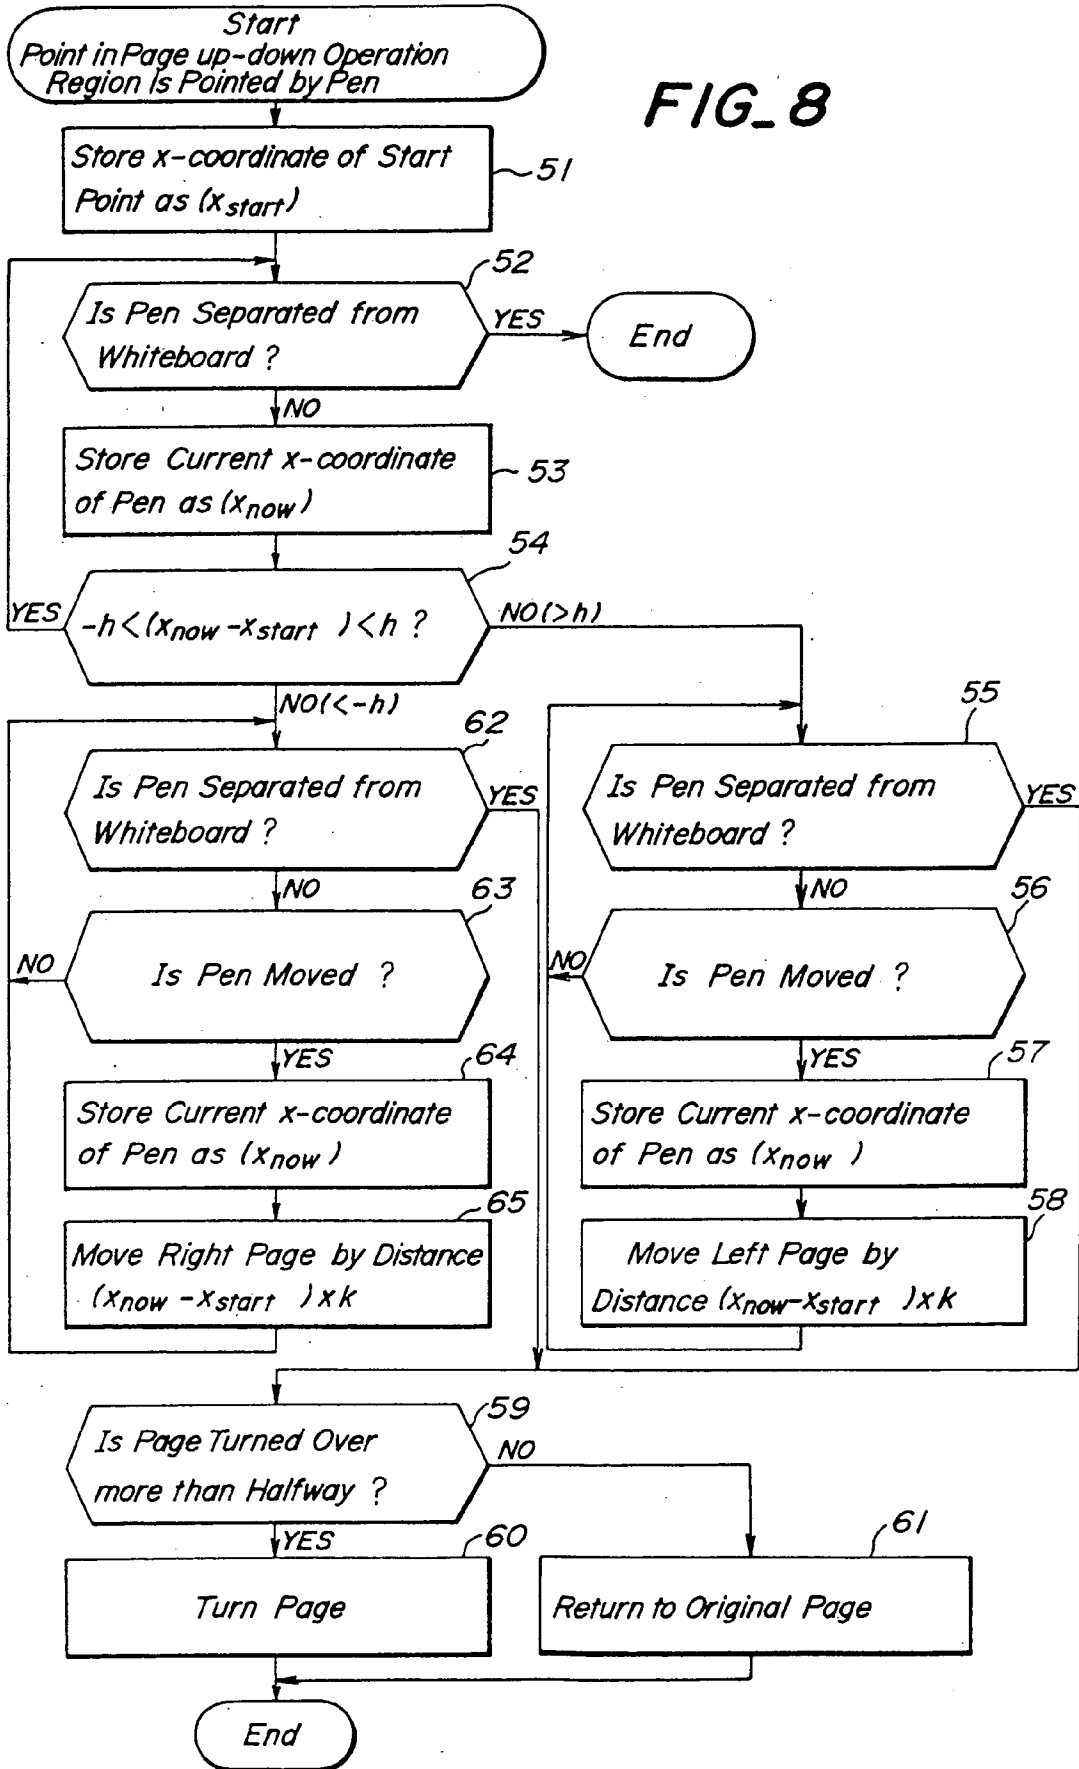 Start
Point in Page up-down Operation
Region Is Pointed by Pen
FIG_8
Store x-coordinate of Start
Point as (xstart)
51
52
Is Pen Separated from
Whiteboard ?
YES
End
NO
Store Current x-coordinate
of Pen as (xnow)
53
54
YES
-h<(xnow-xstart )<h ?
NO(>h)
NO(<-h)
62
Is Pen Separated from
Whiteboard ?
YES
55
Is Pen Separated from
Whiteboard ?
YES
NO
63
NO
Is Pen Moved ?
NO
56
NO
Is Pen Moved ?
YES
64
Store Current x-coordinate
of Pen as (xnow )
65
Move Right Page by Distance
(xnow -xstart )xk
YES
57
Store Current x-coordinate
of Pen as (xnow )
58
Move Left Page by
Distance (xnow-xstart )xk
59
Is Page Turned Over
more than Halfway ?
NO
YES
60
Turn Page
61
Return to Original Page
End